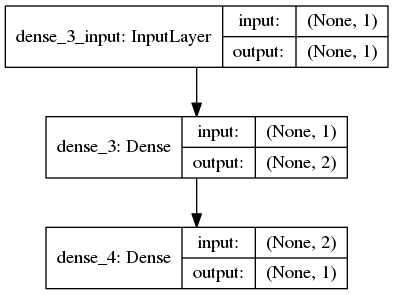 dense_3_input: InputLayer
input: (None, 1)
output: (None, 1)
dense_3: Dense
input: (None, 1)
output: (None, 2)
dense_4: Dense
input: (None, 2)
output: (None, 1)